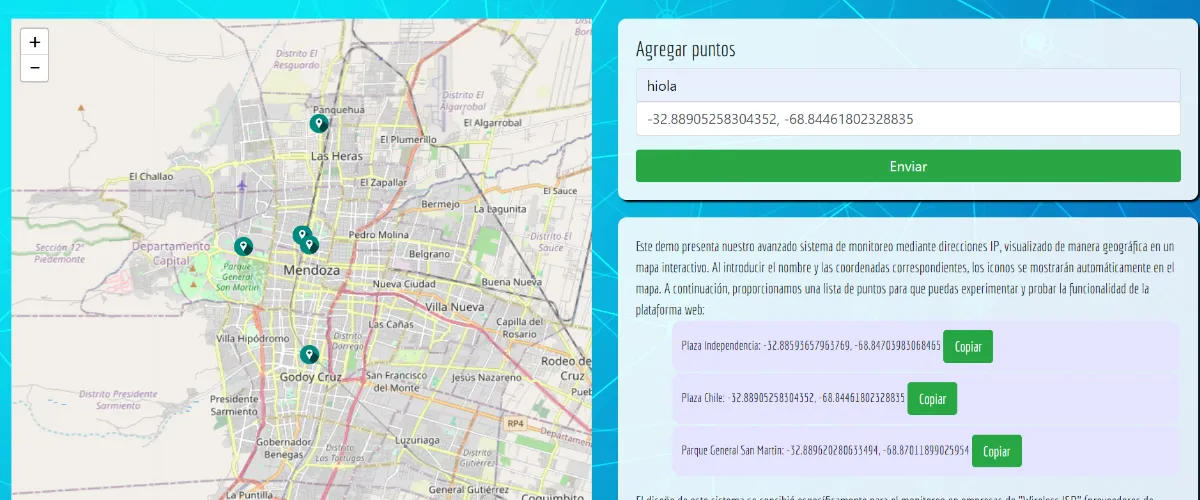 +
−
Distrito El
Resguardo
Distrito El
Algarrobal
Panquehua
El Algarrobal
El Plumerillo
Las Heras
El Challao
El Zapallar
El Sauce
Bermejo
La Lagunita
Sección 12°
Piedemonte
Departamento
Capital
Pedro Molina
Distrito El
Sauce
Belgrano
Parque
General
San Martín
Mendoza
Nueva Ciudad
Buena Nueva
Villa Nueva
Las Cañas
Capilla del
Rosario
Villa Hipódromo
Distrito
Dorrego
Rodeo de
Cruz
Godoy Cruz
San Francisco
del Monte
Jesús Nazareno
Distrito Presidente
Sarmiento
Presidente
Sarmiento
RP4
Gobernador
Benegas
Luzuriaga
Distrito
Las Tortugas
Distrito
Gutiérrez
La Puntilla
General Gutiérrez
Coquimbito
Agregar puntos
hiola
-32.88905258304352, -68.84461802328835
Enviar
Este demo presenta nuestro avanzado sistema de monitoreo mediante direcciones IP, visualizado de manera geográfica en un
mapa interactivo. Al introducir el nombre y las coordenadas correspondientes, los iconos se mostrarán automáticamente en el
mapa. A continuación, proporcionamos una lista de puntos para que puedas experimentar y probar la funcionalidad de la
plataforma web:
Plaza Independencia: -32.88593657963769, -68.84703983068465 Copiar
Plaza Chile: -32.88905258304352, -68.84461802328835 Copiar
Parque General San Martín: -32.889620280633494, -68.87011899025954 Copiar
El diseño de este sistema se concibió específicamente para el monitoreo en empresas de "Wireless ISP" (proveedores de